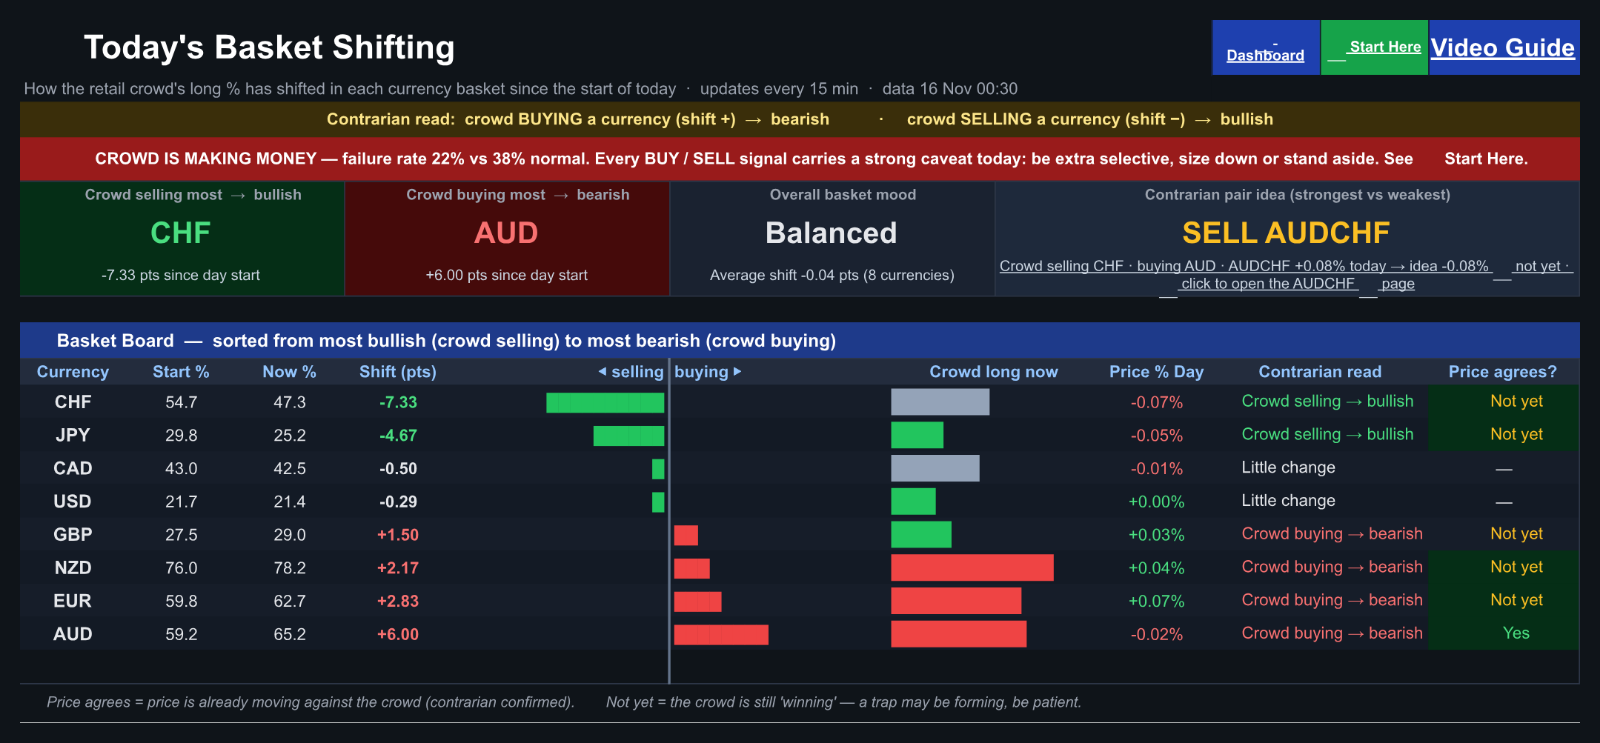 Today's Basket Shifting
Dashboard
Start Here
Video Guide
How the retail crowd's long % has shifted in each currency basket since the start of today · updates every 15 min · data 16 Nov 00:30
Contrarian read: crowd BUYING a currency (shift +) → bearish · crowd SELLING a currency (shift −) → bullish
CROWD IS MAKING MONEY — failure rate 22% vs 38% normal. Every BUY / SELL signal carries a strong caveat today: be extra selective, size down or stand aside. See Start Here.
Crowd selling most → bullish
CHF
-7.33 pts since day start
Crowd buying most → bearish
AUD
+6.00 pts since day start
Overall basket mood
Balanced
Average shift -0.04 pts (8 currencies)
Contrarian pair idea (strongest vs weakest)
SELL AUDCHF
Crowd selling CHF · buying AUD · AUDCHF +0.08% today → idea -0.08% not yet ·
click to open the AUDCHF page
Basket Board — sorted from most bullish (crowd selling) to most bearish (crowd buying)
Currency Start % Now % Shift (pts) ◄ selling buying ► Crowd long now Price % Day Contrarian read Price agrees?
CHF 54.7 47.3 -7.33 -0.07% Crowd selling → bullish Not yet
JPY 29.8 25.2 -4.67 -0.05% Crowd selling → bullish Not yet
CAD 43.0 42.5 -0.50 -0.01% Little change —
USD 21.7 21.4 -0.29 +0.00% Little change —
GBP 27.5 29.0 +1.50 +0.03% Crowd buying → bearish Not yet
NZD 76.0 78.2 +2.17 +0.04% Crowd buying → bearish Not yet
EUR 59.8 62.7 +2.83 +0.07% Crowd buying → bearish Not yet
AUD 59.2 65.2 +6.00 -0.02% Crowd buying → bearish Yes
Price agrees = price is already moving against the crowd (contrarian confirmed). Not yet = the crowd is still 'winning' — a trap may be forming, be patient.